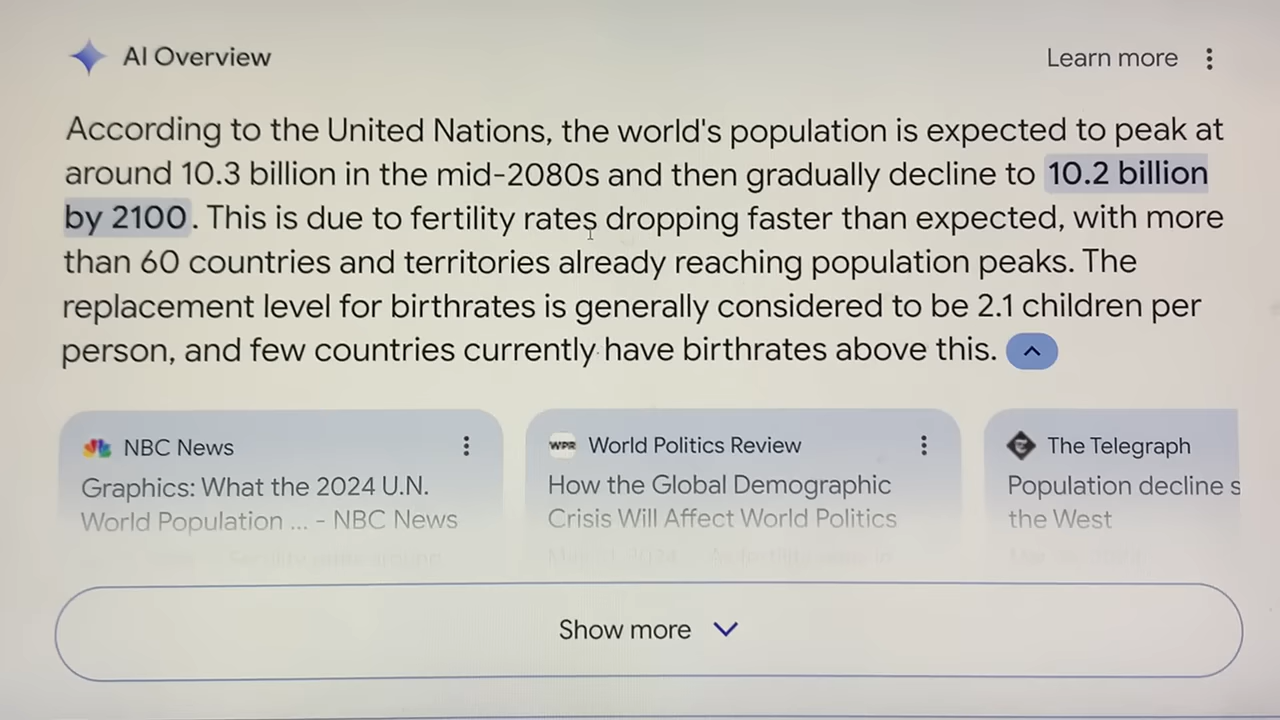 AI Overview
Learn more
According to the United Nations, the world's population is expected to peak at
around 10.3 billion in the mid-2080s and then gradually decline to 10.2 billion
by 2100. This is due to fertility rates dropping faster than expected, with more
than 60 countries and territories already reaching population peaks. The
replacement level for birthrates is generally considered to be 2.1 children per
person, and few countries currently have birthrates above this.
NBC News
Graphics: What the 2024 U.N.
World Population ... - NBC News
WPR World Politics Review
How the Global Demographic
Crisis Will Affect World Politics
The Telegraph
Population decline s
the West
Show more